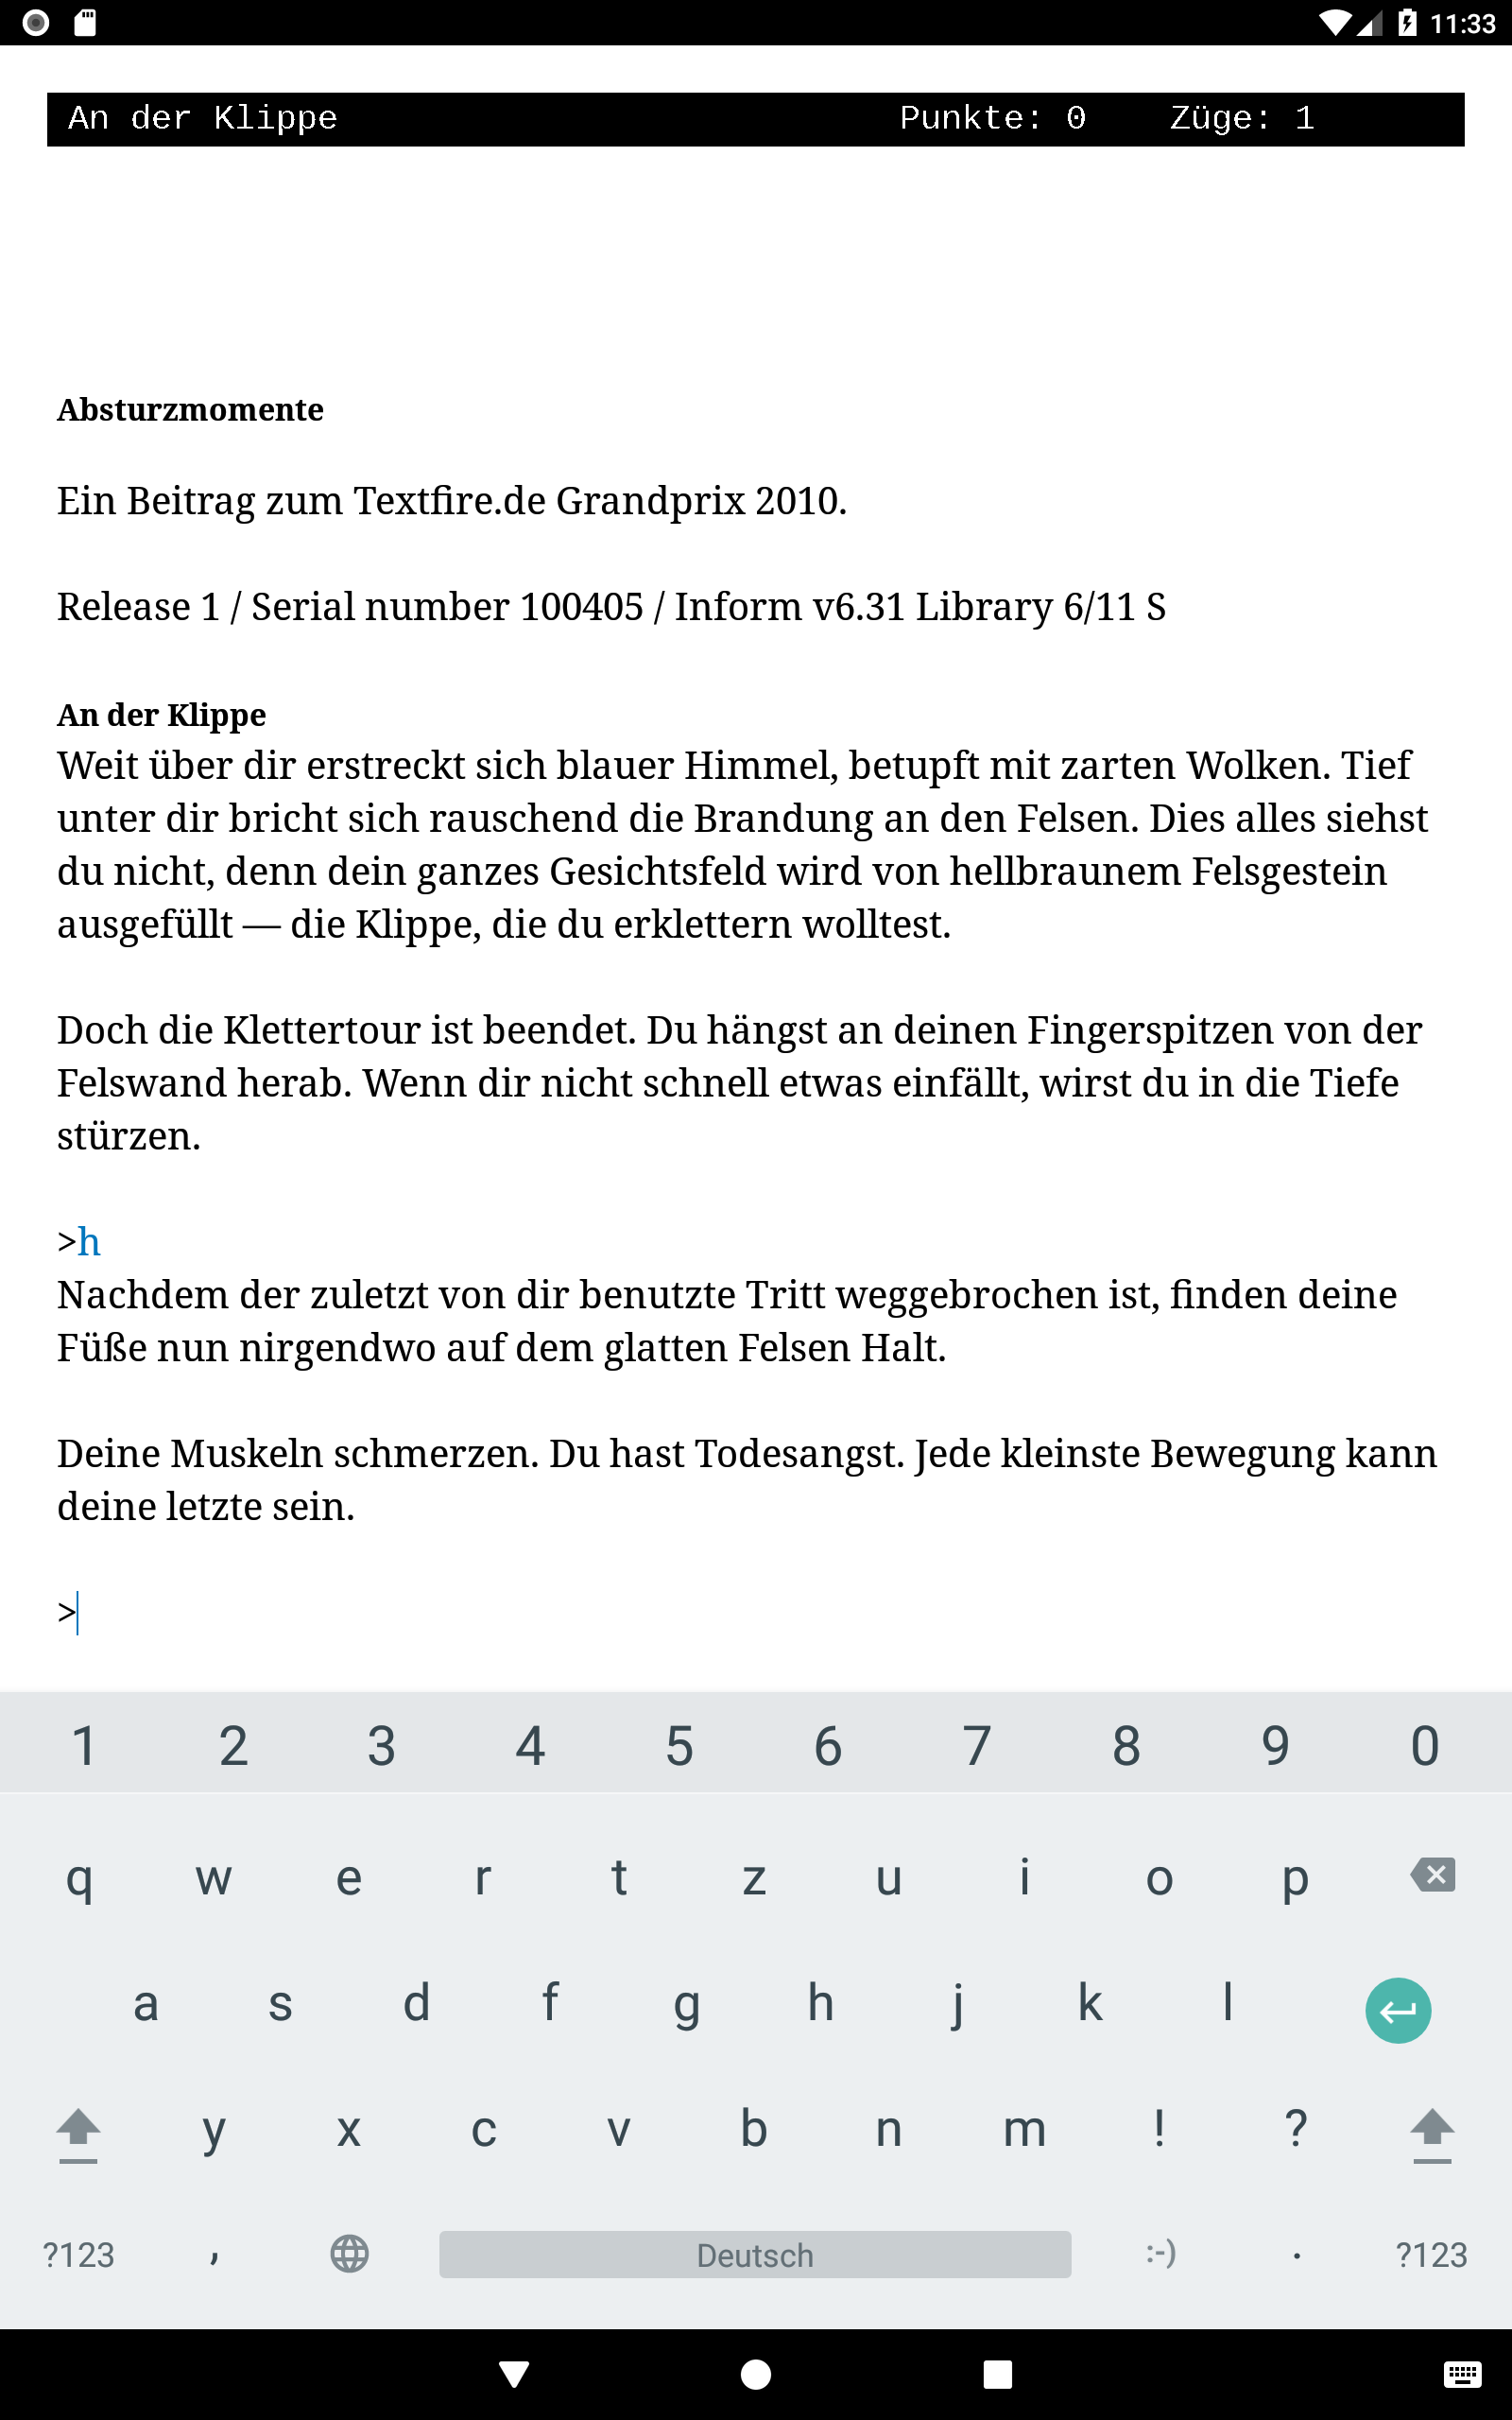 11:33
An der Klippe Punkte: 0 Züge: 1
Absturzmomente
Ein Beitrag zum Textfire.de Grandprix 2010.
Release 1 / Serial number 100405 / Inform v6.31 Library 6/11 S
An der Klippe
Weit über dir erstreckt sich blauer Himmel, betupft mit zarten Wolken. Tief
unter dir bricht sich rauschend die Brandung an den Felsen. Dies alles siehst
du nicht, denn dein ganzes Gesichtsfeld wird von hellbraunem Felsgestein
ausgefüllt — die Klippe, die du erklettern wolltest.
Doch die Klettertour ist beendet. Du hängst an deinen Fingerspitzen von der
Felswand herab. Wenn dir nicht schnell etwas einfällt, wirst du in die Tiefe
stürzen.
>h
Nachdem der zuletzt von dir benutzte Tritt weggebrochen ist, finden deine
Füße nun nirgendwo auf dem glatten Felsen Halt.
Deine Muskeln schmerzen. Du hast Todesangst. Jede kleinste Bewegung kann
deine letzte sein.
>
1 2 3 4 5 6 7 8 9 0
q w e r t z u i o p
a s d f g h j k l
y x c v b n m ! ?
?123 , Deutsch :-) . ?123